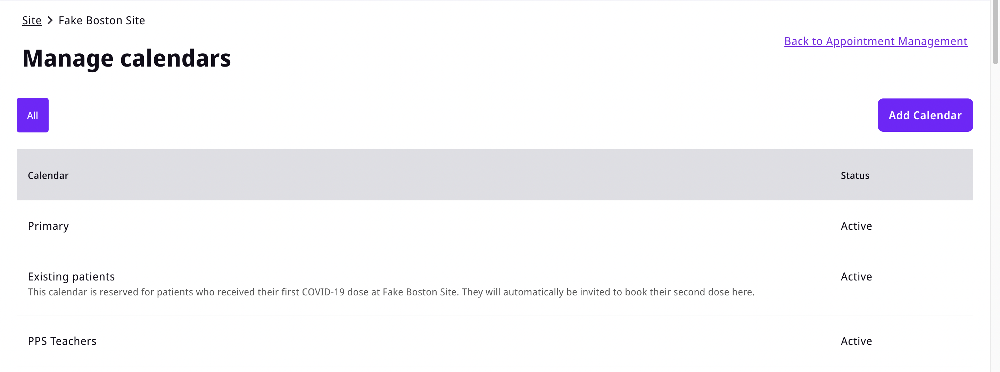 Site > Fake Boston Site
Back to Appointment Management
Manage calendars
All
Add Calendar
Calendar Status
Primary Active
Existing patients Active
This calendar is reserved for patients who received their first COVID-19 dose at Fake Boston Site. They will automatically be invited to book their second dose here.
PPS Teachers Active